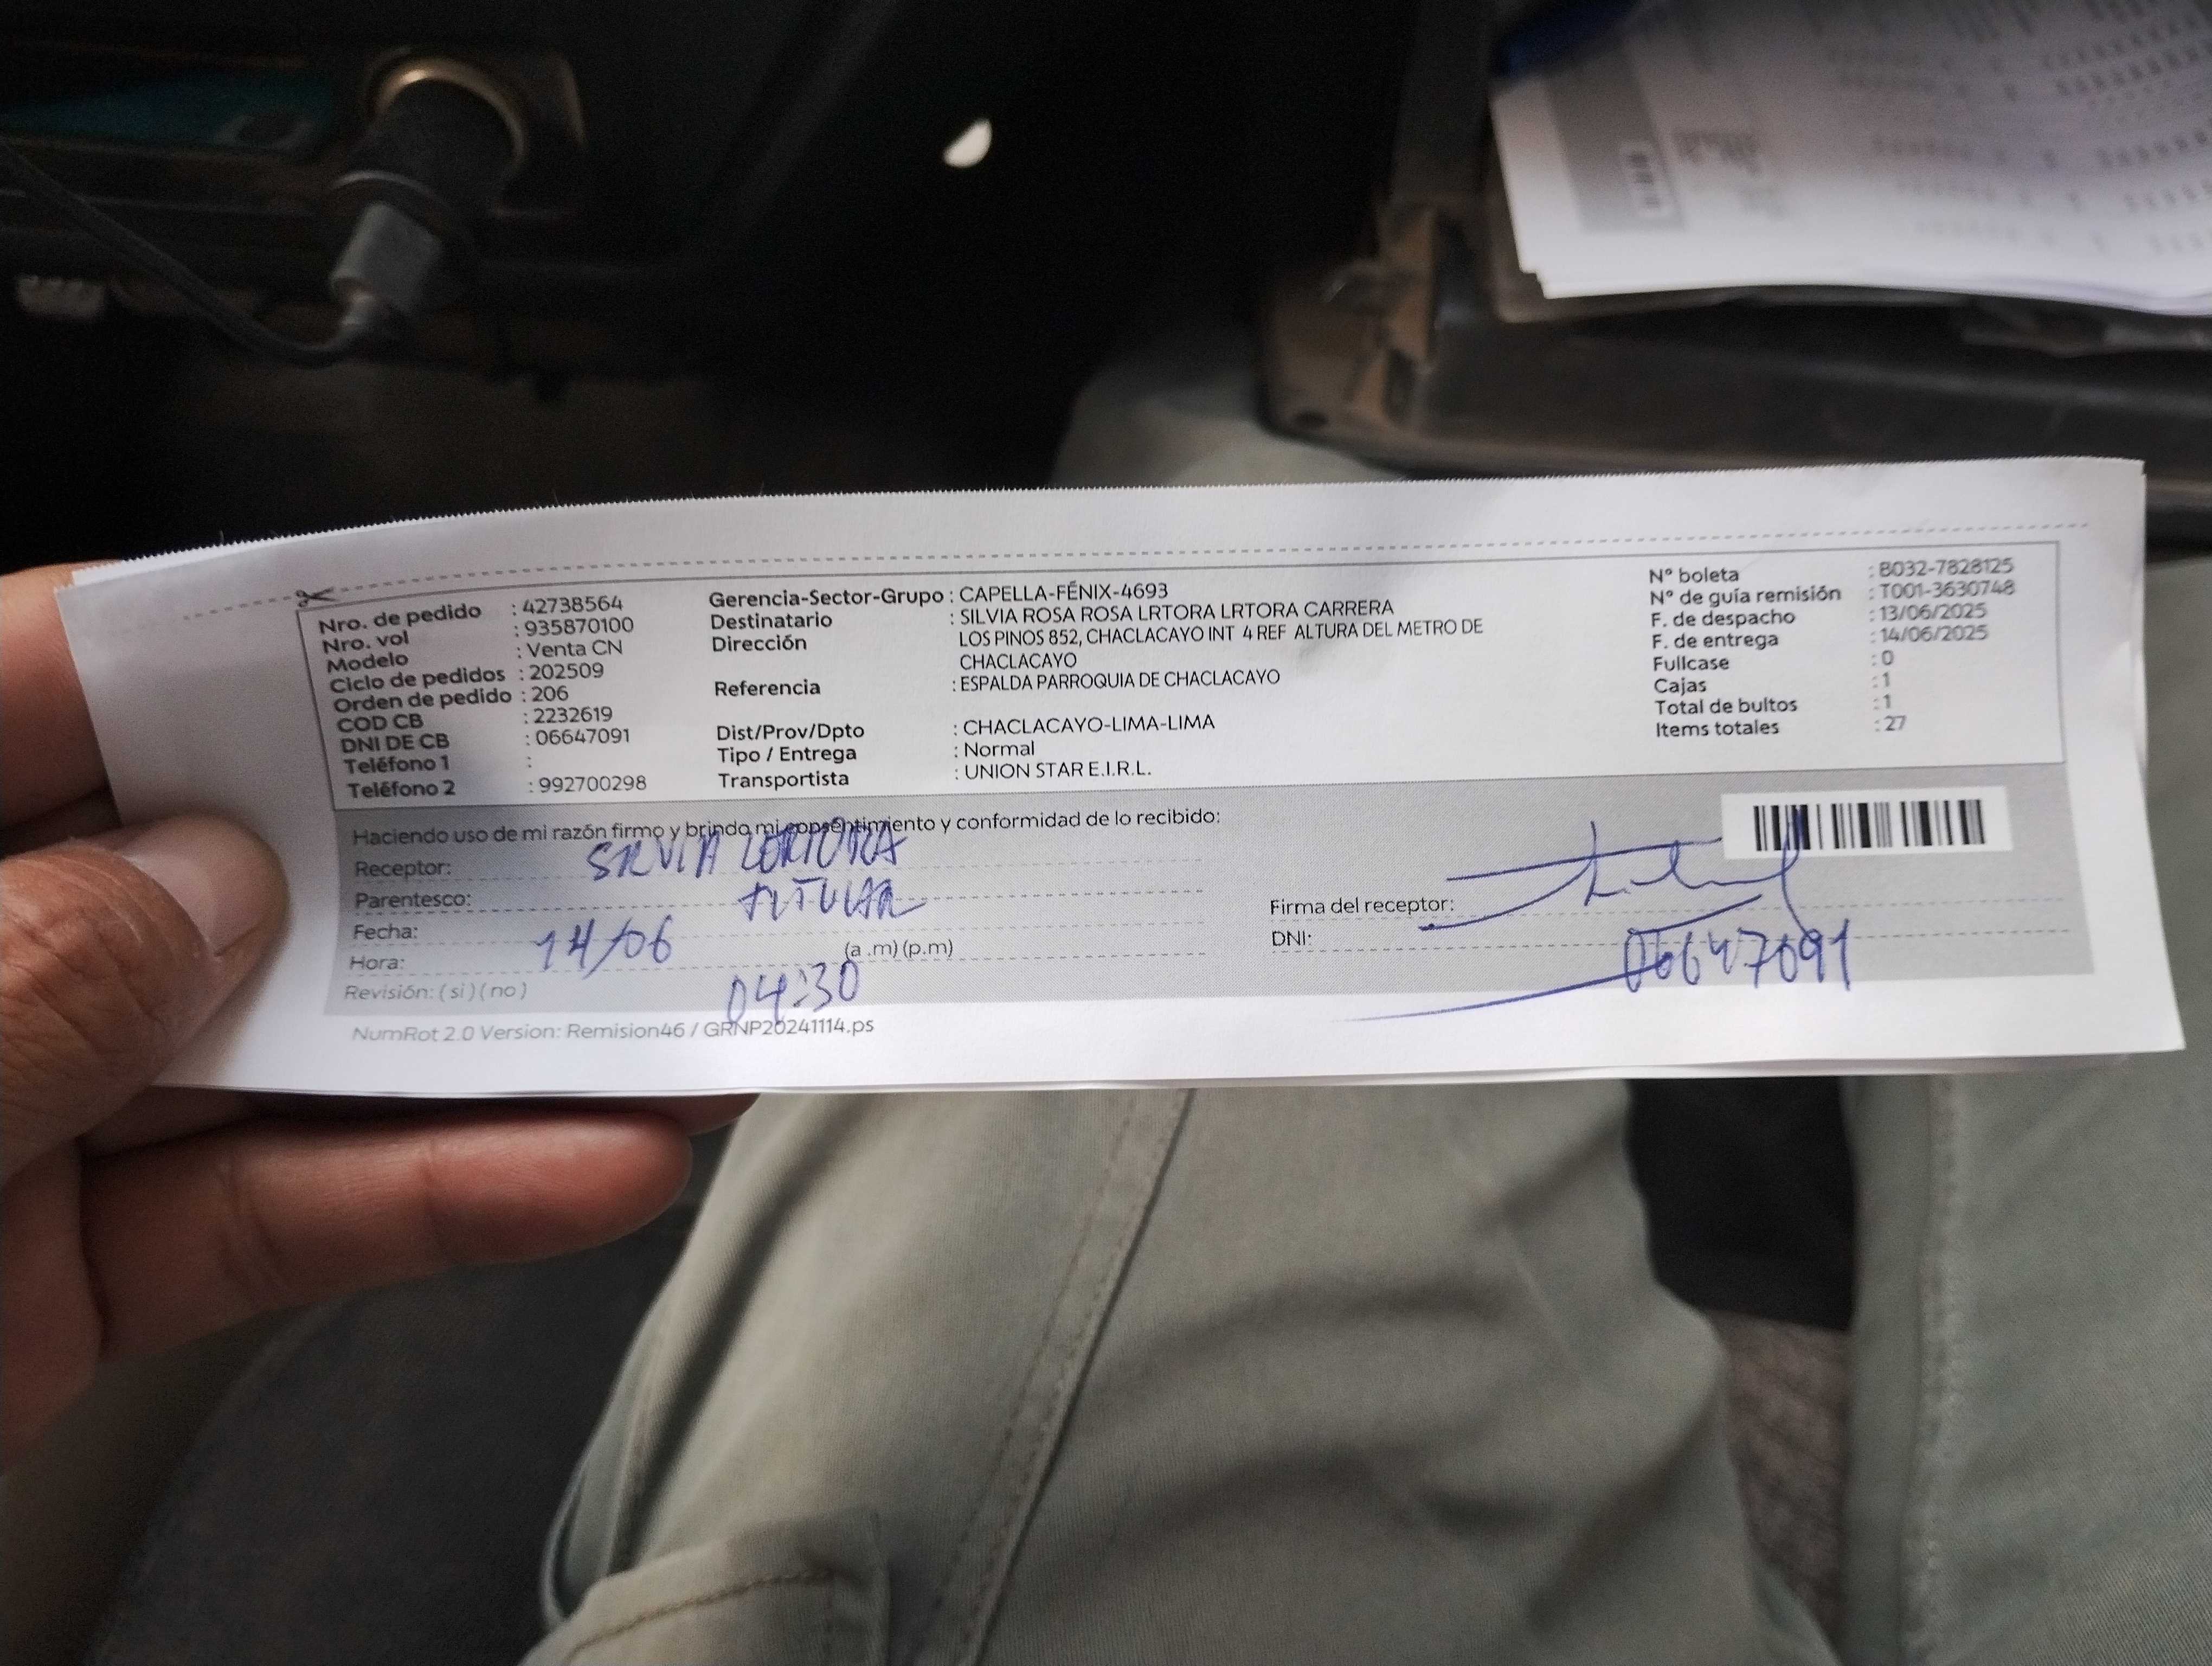 Nro. de pedido : 42738564
Nro. vol : 935870100
Modelo : Venta CN
Ciclo de pedidos : 202509
Orden de pedido : 206
COD CB : 2232619
DNI DE CB : 06647091
Teléfono 1 :
Teléfono 2 : 992700298
Gerencia-Sector-Grupo : CAPELLA-FÉNIX-4693
Destinatario : SILVIA ROSA ROSA LRTORA LRTORA CARRERA
Dirección LOS PINOS 852, CHACLACAYO INT 4 REF ALTURA DEL METRO DE
CHACLACAYO
Referencia : ESPALDA PARROQUIA DE CHACLACAYO
Dist/Prov/Dpto : CHACLACAYO-LIMA-LIMA
Tipo / Entrega : Normal
Transportista : UNION STAR E.I.R.L.
N° boleta : B032-7828125
N° de guía remisión : T001-3630748
F. de despacho : 13/06/2025
F. de entrega : 14/06/2025
Fullcase : 0
Cajas : 1
Total de bultos : 1
Items totales : 27
Haciendo uso de mi razón firmo y brindo mi consentimiento y conformidad de lo recibido:
Receptor: SILVIA LORTORA
Parentesco: TITULAR
Fecha: 14/06
Hora: (a .m) (p.m) 04:30
Revisión: ( si ) ( no )
Firma del receptor:
DNI: 06647091
NumRot 2.0 Version: Remision46 / GRNP20241114.ps